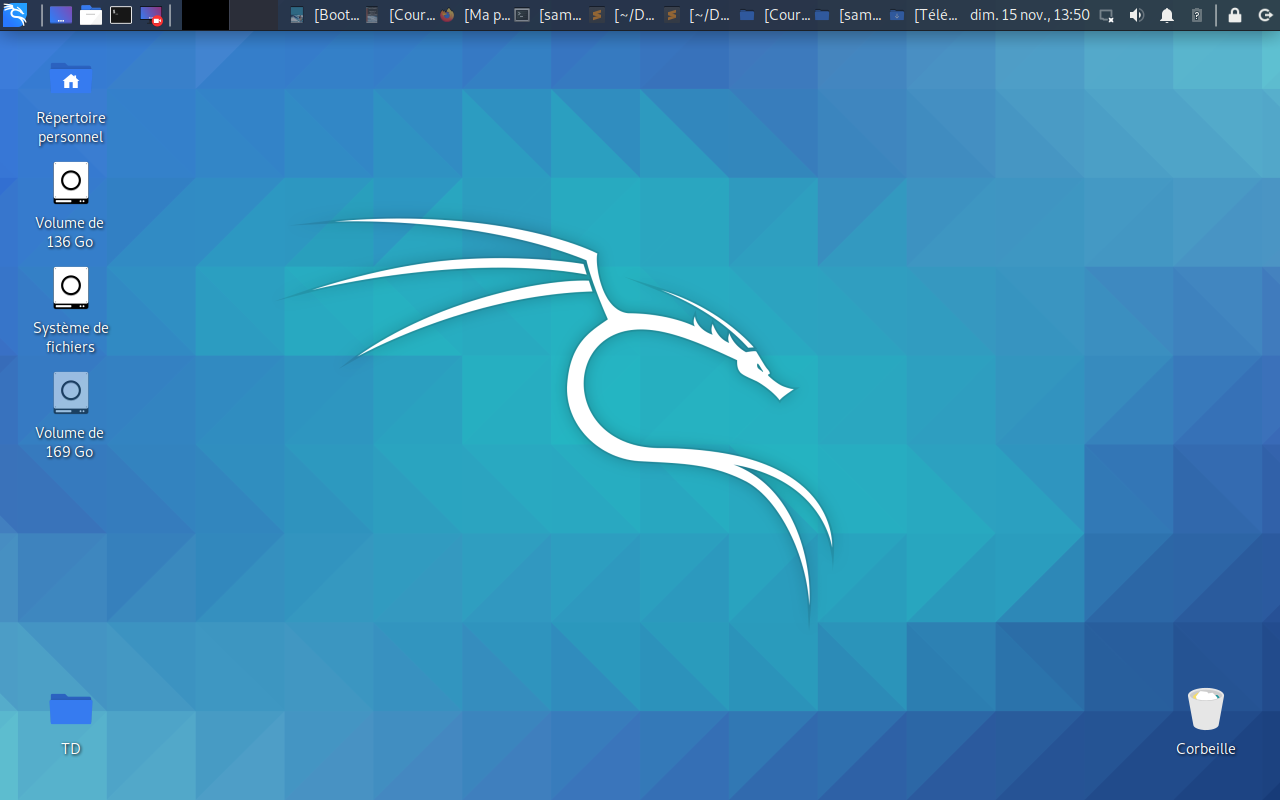 [Boot... [Cour... [Ma p... [sam... [~/D... [~/D... [Cour... [sam... [Télé... dim. 15 nov., 13:50
Répertoire
personnel
Volume de
136 Go
Système de
fichiers
Volume de
169 Go
TD
Corbeille